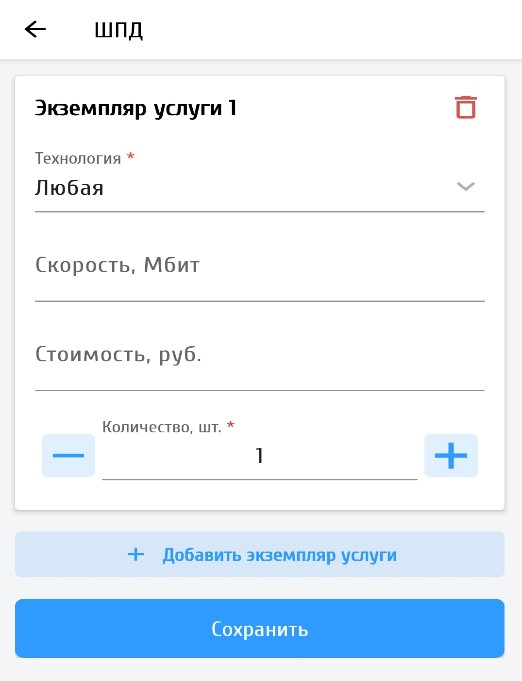 ШПД
Экземпляр услуги 1
Технология *
Любая
Скорость, Мбит
Стоимость, руб.
Количество, шт. *
1
+ Добавить экземпляр услуги
Сохранить